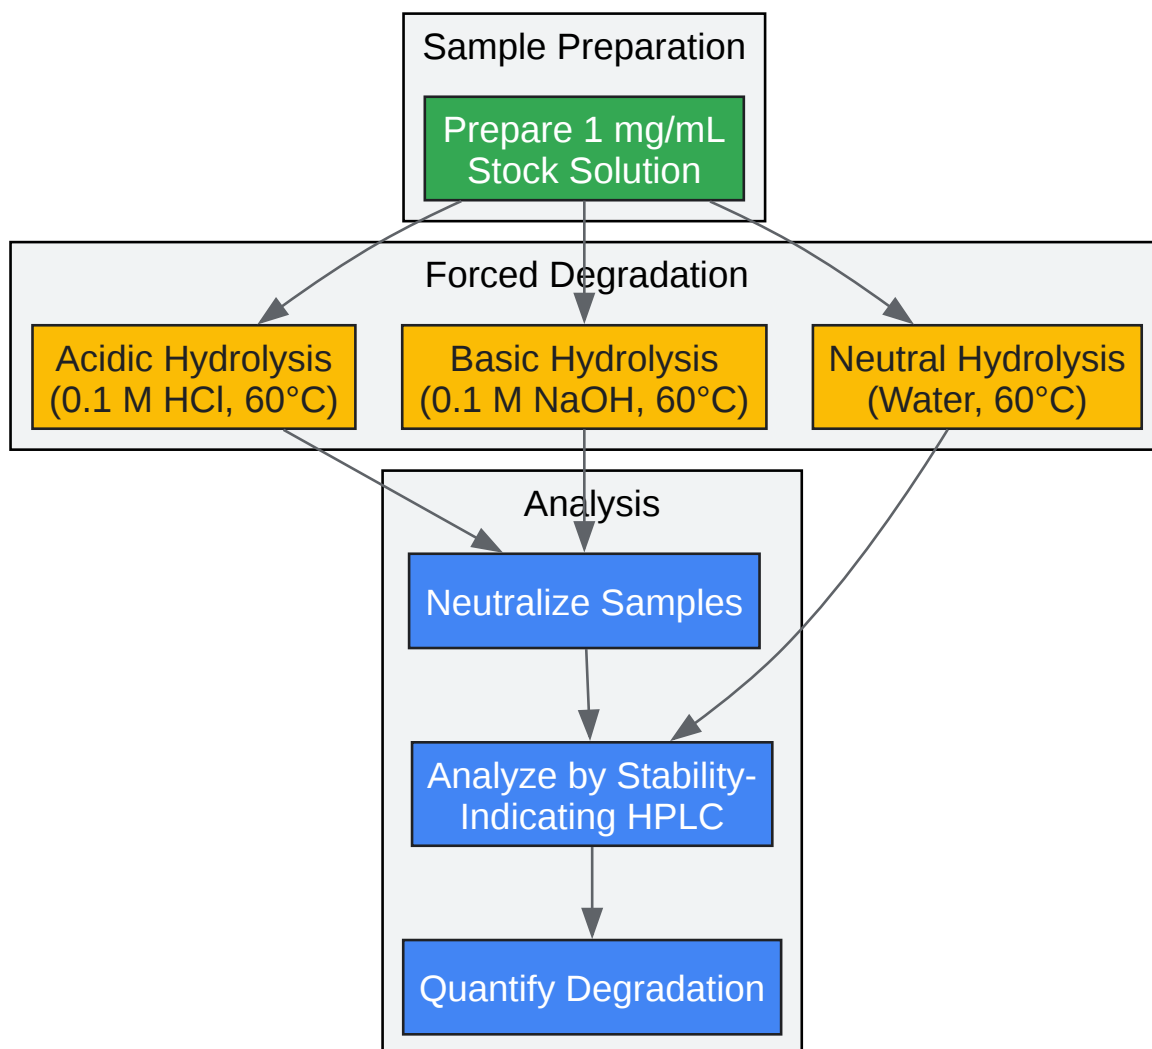 Sample Preparation
Prepare 1 mg/mL
Stock Solution
Forced Degradation
Acidic Hydrolysis
(0.1 M HCl, 60°C)
Basic Hydrolysis
(0.1 M NaOH, 60°C)
Neutral Hydrolysis
(Water, 60°C)
Analysis
Neutralize Samples
Analyze by Stability-
Indicating HPLC
Quantify Degradation